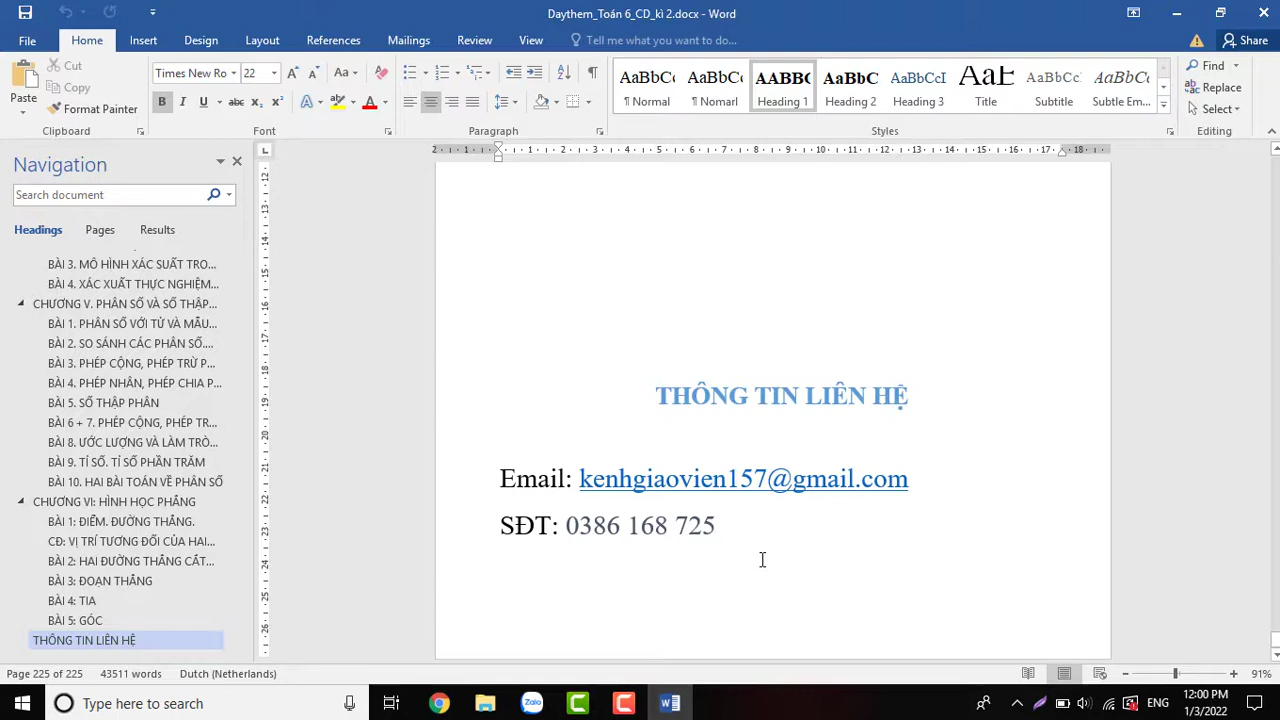 Daythem_Toán 6_CD_kì 2.docx - Word
File Home Insert Design Layout References Mailings Review View Tell me what you want to do... Share
Cut
Copy
Format Painter
Paste
Clipboard
Times New Ro 22
Font
Paragraph
AaBbCc AaBbCc AABBC AaBbC AaBbCcI AaE AaBbCc AaBbCc
¶ Normal ¶ Nomarl Heading 1 Heading 2 Heading 3 Title Subtitle Subtle Em...
Styles
Find
Replace
Select
Editing
Navigation
Search document
Headings Pages Results
BÀI 3. MÔ HÌNH XÁC SUẤT TRO...
BÀI 4. XÁC XUẤT THỰC NGHIỆM...
CHƯƠNG V. PHÂN SỐ VÀ SỐ THẬP...
BÀI 1. PHÂN SỐ VỚI TỬ VÀ MẪU...
BÀI 2. SO SÁNH CÁC PHÂN SỐ....
BÀI 3. PHÉP CỘNG, PHÉP TRỪ P...
BÀI 4. PHÉP NHÂN, PHÉP CHIA P...
BÀI 5. SỐ THẬP PHÂN
BÀI 6 + 7. PHÉP CỘNG, PHÉP TR...
BÀI 8. ƯỚC LƯỢNG VÀ LÀM TRÒ...
BÀI 9. TỈ SỐ. TỈ SỐ PHẦN TRĂM
BÀI 10. HAI BÀI TOÁN VỀ PHÂN SỐ
CHƯƠNG VI: HÌNH HỌC PHẲNG
BÀI 1: ĐIỂM. ĐƯỜNG THẲNG.
CĐ: VỊ TRÍ TƯƠNG ĐỐI CỦA HAI...
BÀI 2: HAI ĐƯỜNG THẲNG CẮT...
BÀI 3: ĐOẠN THẲNG
BÀI 4: TIA
BÀI 5: GÓC
THÔNG TIN LIÊN HỆ
THÔNG TIN LIÊN HỆ
Email: kenhgiaovien157@gmail.com
SĐT: 0386 168 725
Page 225 of 225 43511 words Dutch (Netherlands) 91%
Type here to search
Zalo
ENG
12:00 PM
1/3/2022